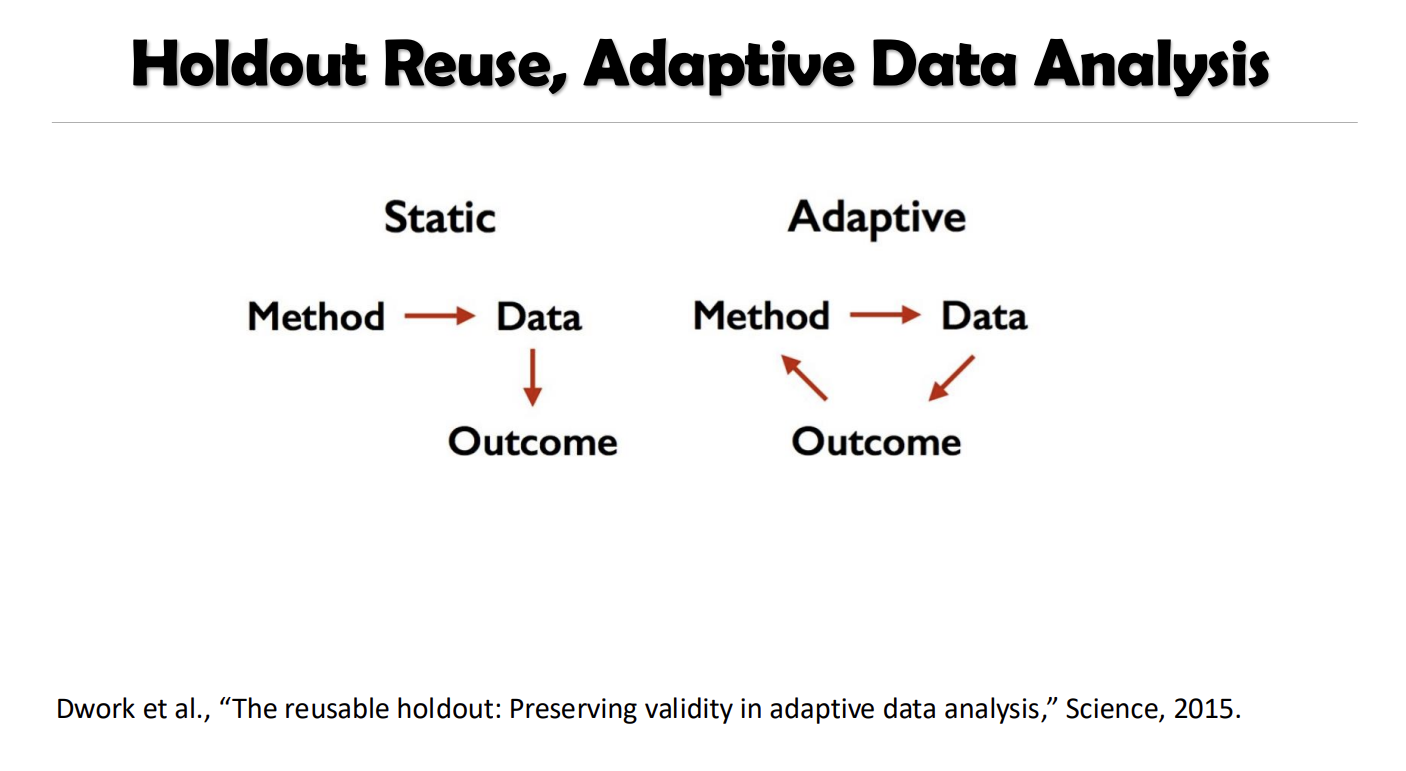 Holdout Reuse, Adaptive Data Analysis
Static
Adaptive
Method
Data
Method
Data
Outcome
Outcome
Dwork et al., “The reusable holdout: Preserving validity in adaptive data analysis,” Science, 2015.